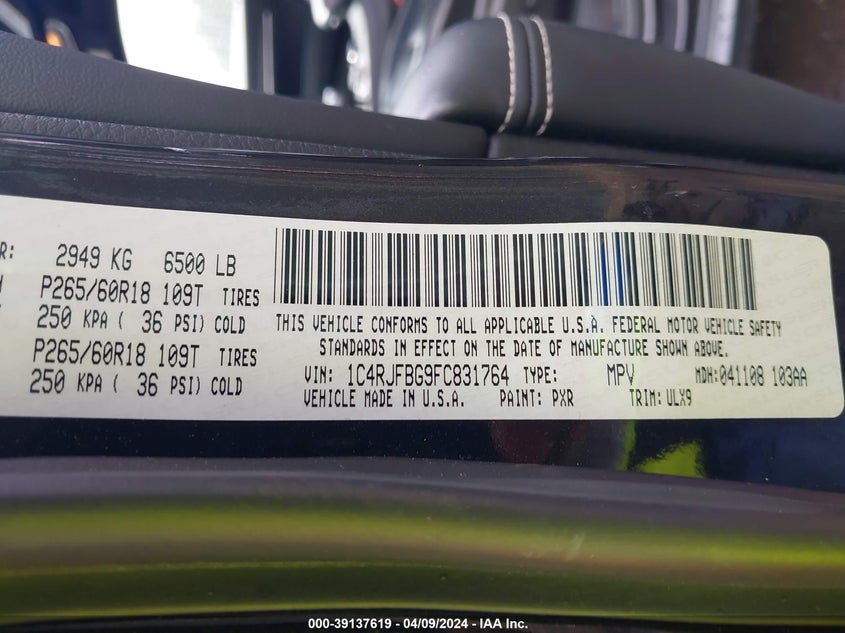 R: 2949 KG 6500 LB
P265/60R18 109T TIRES
250 KPA ( 36 PSI) COLD
P265/60R18 109T TIRES
250 KPA ( 36 PSI) COLD
THIS VEHICLE CONFORMS TO ALL APPLICABLE U.S.A. FEDERAL MOTOR VEHICLE SAFETY
STANDARDS IN EFFECT ON THE DATE OF MANUFACTURE SHOWN ABOVE.
VIN: 1C4RJFBG9FC831764 TYPE: MPV MDH:041108 103AA
VEHICLE MADE IN U.S.A. PAINT: PXR TRIM: ULX9
000-39137619 - 04/09/2024 - IAA Inc.